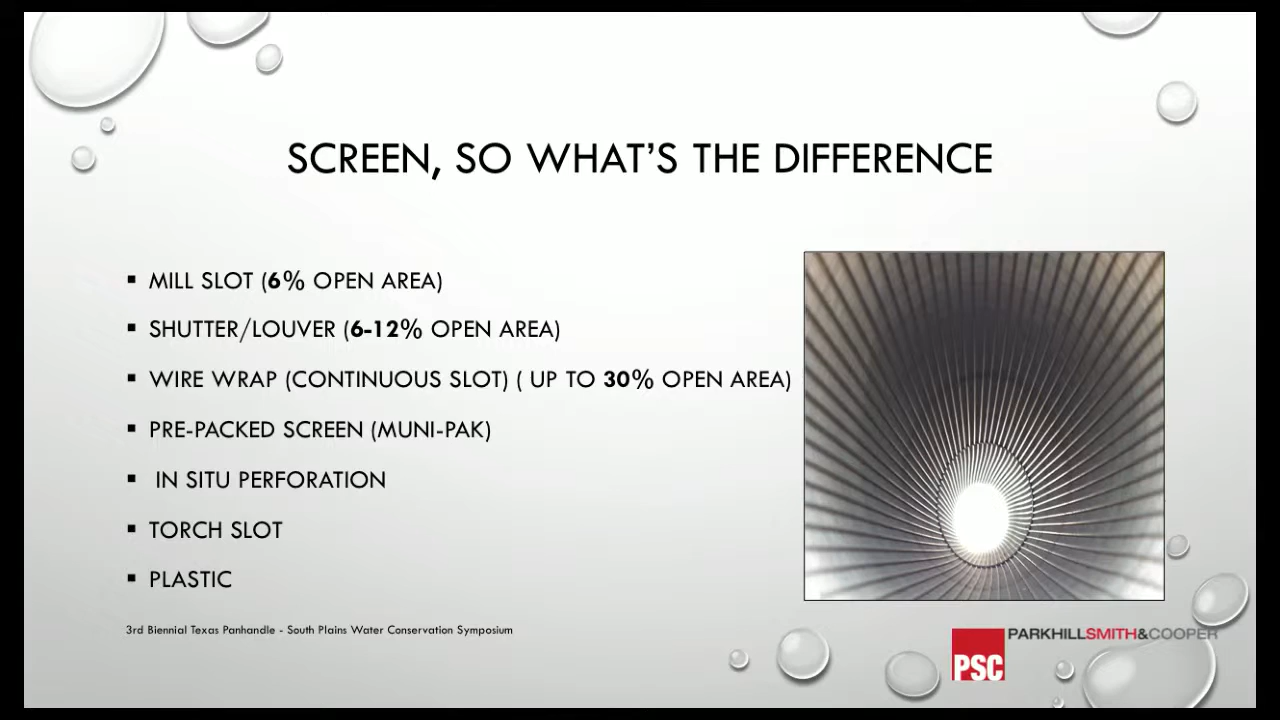 SCREEN, SO WHAT'S THE DIFFERENCE
▪ MILL SLOT (6% OPEN AREA)
▪ SHUTTER/LOUVER (6-12% OPEN AREA)
▪ WIRE WRAP (CONTINUOUS SLOT) ( UP TO 30% OPEN AREA)
▪ PRE-PACKED SCREEN (MUNI-PAK)
▪ IN SITU PERFORATION
▪ TORCH SLOT
▪ PLASTIC
3rd Biennial Texas Panhandle - South Plains Water Conservation Symposium
PARKHILLSMITH&COOPER
PSC